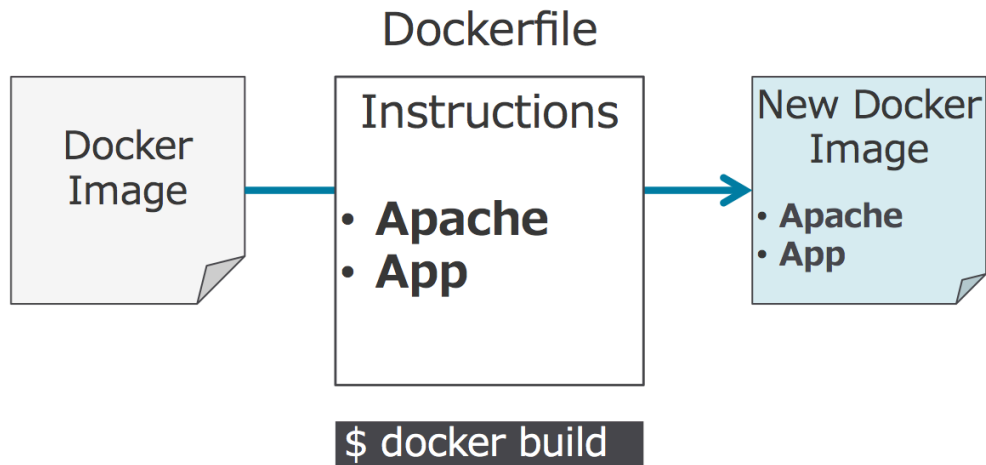 Dockerfile
Docker
Image
Instructions
• Apache
• App
New Docker
Image
• Apache
• App
$ docker build